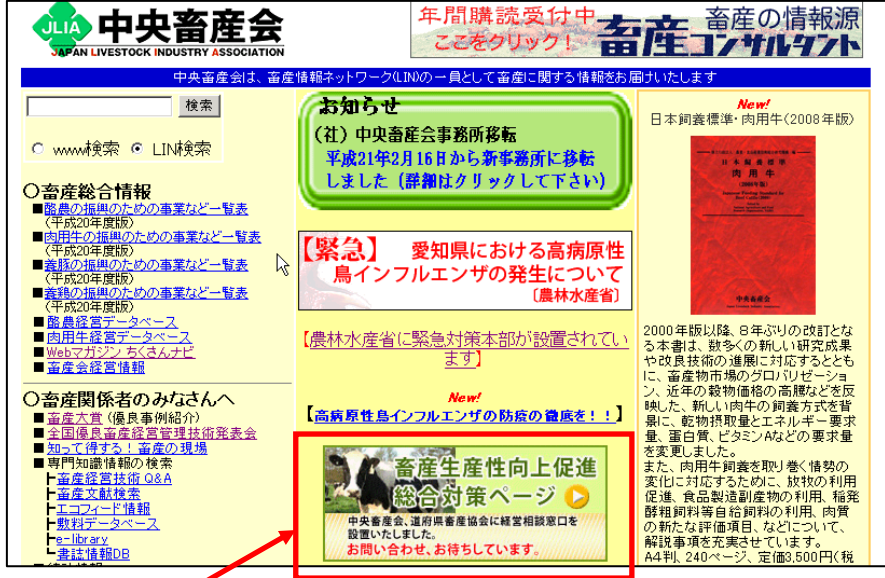 JLIA
中央畜産会
JAPAN LIVESTOCK INDUSTRY ASSOCIATION
年間購読受付中
ここをクリック!
畜産の情報源
畜産コンサルタント
中央畜産会は、畜産情報ネットワーク(LIN)の一員として畜産に関する情報をお届けいたします
検索
www検索 LIN検索
○畜産総合情報
■酪農の振興のための事業など一覧表
(平成20年度版)
■肉用牛の振興のための事業など一覧表
(平成20年度版)
■養豚の振興のための事業など一覧表
(平成20年度版)
■養鶏の振興のための事業など一覧表
(平成20年度版)
■酪農経営データベース
■肉用牛経営データベース
■Webマガジン ちくさんナビ
■畜産会経営情報
○畜産関係者のみなさんへ
■畜産大賞(優良事例紹介)
■全国優良畜産経営管理技術発表会
■知って得する!畜産の現場
■専門知識情報の検索
┣畜産経営技術 Q&A
┣畜産文献検索
┣エコフィード情報
┣敷料データベース
┣e-library
┗書誌情報DB
お知らせ
(社)中央畜産会事務所移転
平成21年2月16日から新事務所に移転
しました(詳細はクリックして下さい)
【緊急】 愛知県における高病原性
鳥インフルエンザの発生について
〔農林水産省〕
【農林水産省に緊急対策本部が設置されてい
ます】
New!
【高病原性鳥インフルエンザの防疫の徹底を!!】
畜産生産性向上促進
総合対策ページ
中央畜産会、道府県畜産協会に経営相談窓口を
設置いたしました。
お問い合わせ、お待ちしています。
New!
日本飼養標準・肉用牛(2008年版)
日本飼養標準
肉用牛
(2008年版)
中央畜産会
2000年版以降、8年ぶりの改訂とな
る本書は、数多くの新しい研究成果
や改良技術の進展に対応するととも
に、畜産物市場のグロバリゼーショ
ン、近年の穀物価格の高騰などを反
映した、新しい肉牛の飼養方式を背
景に、乾物摂取量とエネルギー要求
量、蛋白質、ビタミンAなどの要求量
を変更しました。
また、肉用牛飼養を取り巻く情勢の
変化に対応するために、放牧の利用
促進、食品製造副産物の利用、稲発
酵粗飼料等自給飼料の利用、肉質
の新たな評価項目、などについて、
解説事項を充実させています。
A4判、240ページ、定価3,500円(税